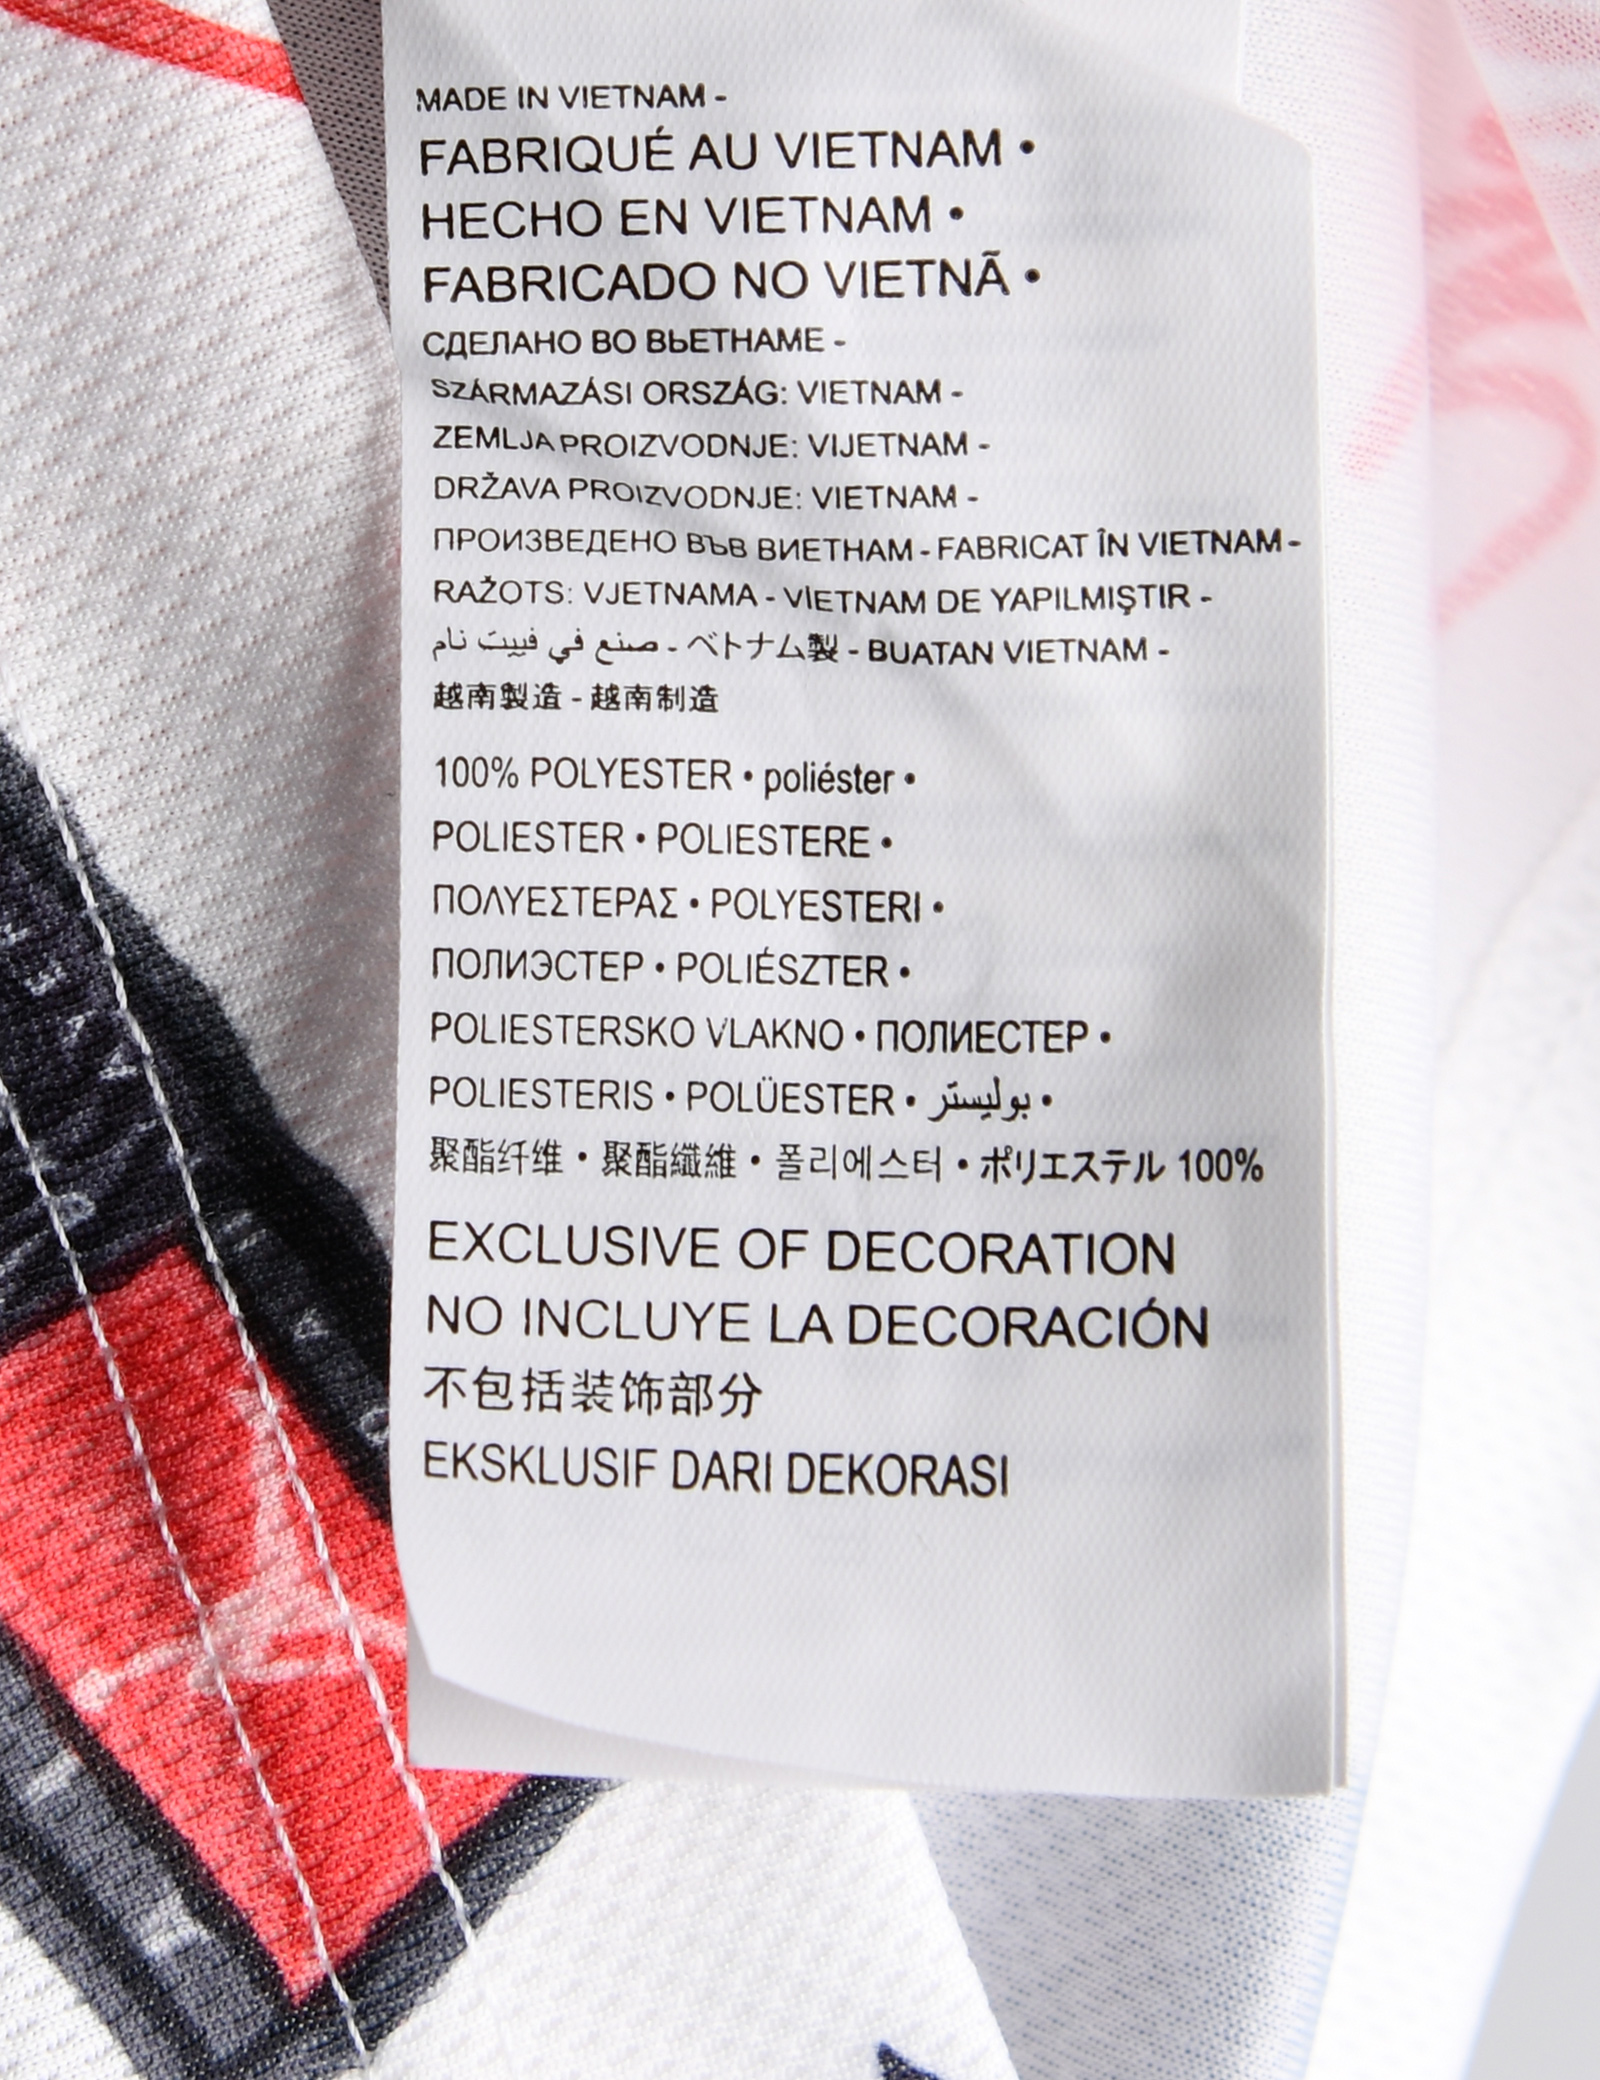 MADE IN VIETNAM -
FABRIQUÉ AU VIETNAM •
HECHO EN VIETNAM •
FABRICADO NO VIETNÃ •
СДЕЛАНО ВО ВЬЕТНАМЕ -
SZÁRMAZÁSI ORSZÁG: VIETNAM -
ZEMLJA PROIZVODNJE: VIJETNAM -
DRŽAVA PROIZVODNJE: VIETNAM -
ПРОИЗВЕДЕНО ВЪВ ВИЕТНАМ - FABRICAT ÎN VIETNAM -
RAŽOTS: VJETNAMA - VIETNAM DE YAPILMIŞTIR -
صنع في فييت نام - ベトナム製 - BUATAN VIETNAM -
越南製造 - 越南制造
100% POLYESTER • poliéster •
POLIESTER • POLIESTERE •
ΠΟΛΥΕΣΤΕΡΑΣ • POLYESTERI •
ПОЛИЭСТЕР • POLIÉSZTER •
POLIESTERSKO VLAKNO • ПОЛИЕСТЕР •
POLIESTERIS • POLÜESTER • بوليستر •
聚酯纤维 • 聚酯纖維 • 폴리에스터 • ポリエステル 100%
EXCLUSIVE OF DECORATION
NO INCLUYE LA DECORACIÓN
不包括装饰部分
EKSKLUSIF DARI DEKORASI